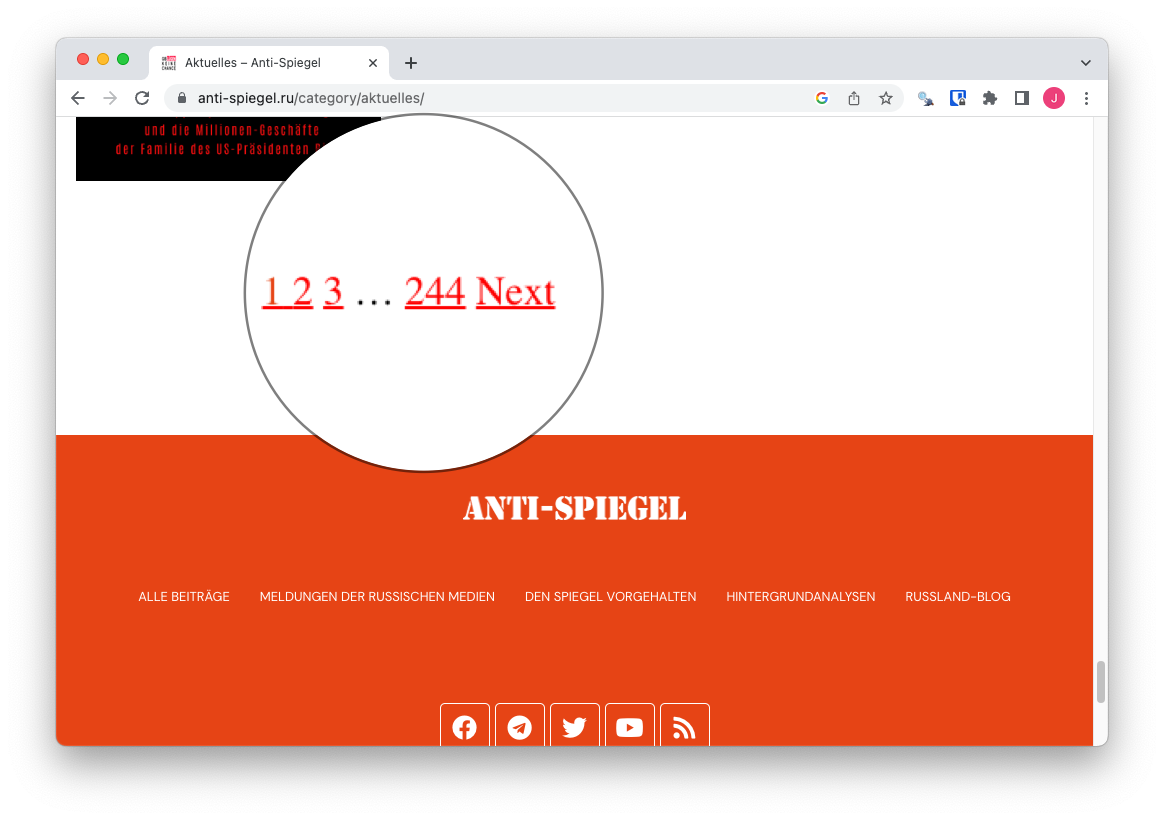 Aktuelles – Anti-Spiegel
anti-spiegel.ru/category/aktuelles/
J
und die Millionen-Geschäfte
der Familie des US-Präsidenten
1 2 3 … 244 Next
ANTI-SPIEGEL
ALLE BEITRÄGE MELDUNGEN DER RUSSISCHEN MEDIEN DEN SPIEGEL VORGEHALTEN HINTERGRUNDANALYSEN RUSSLAND-BLOG